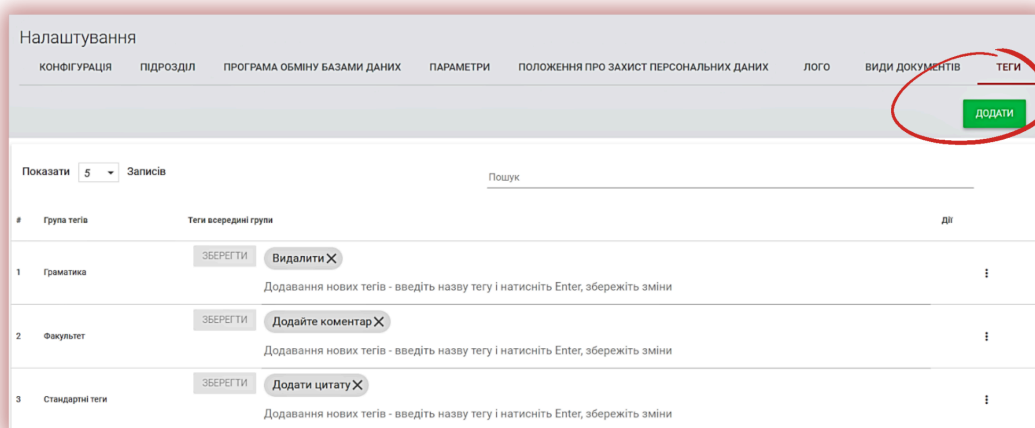 Налаштування
КОНФІГУРАЦІЯ ПІДРОЗДІЛ ПРОГРАМА ОБМІНУ БАЗАМИ ДАНИХ ПАРАМЕТРИ ПОЛОЖЕННЯ ПРО ЗАХИСТ ПЕРСОНАЛЬНИХ ДАНИХ ЛОГО ВИДИ ДОКУМЕНТІВ ТЕГИ
ДОДАТИ
Показати 5 Записів Пошук
# Група тегів Теги всередині групи Дії
ЗБЕРЕГТИ Видалити
1 Граматика
Додавання нових тегів - введіть назву тегу і натисніть Enter, збережіть зміни
ЗБЕРЕГТИ Додайте коментар
2 Факультет
Додавання нових тегів - введіть назву тегу і натисніть Enter, збережіть зміни
ЗБЕРЕГТИ Додати цитату
3 Стандартні теги
Додавання нових тегів - введіть назву тегу і натисніть Enter, збережіть зміни